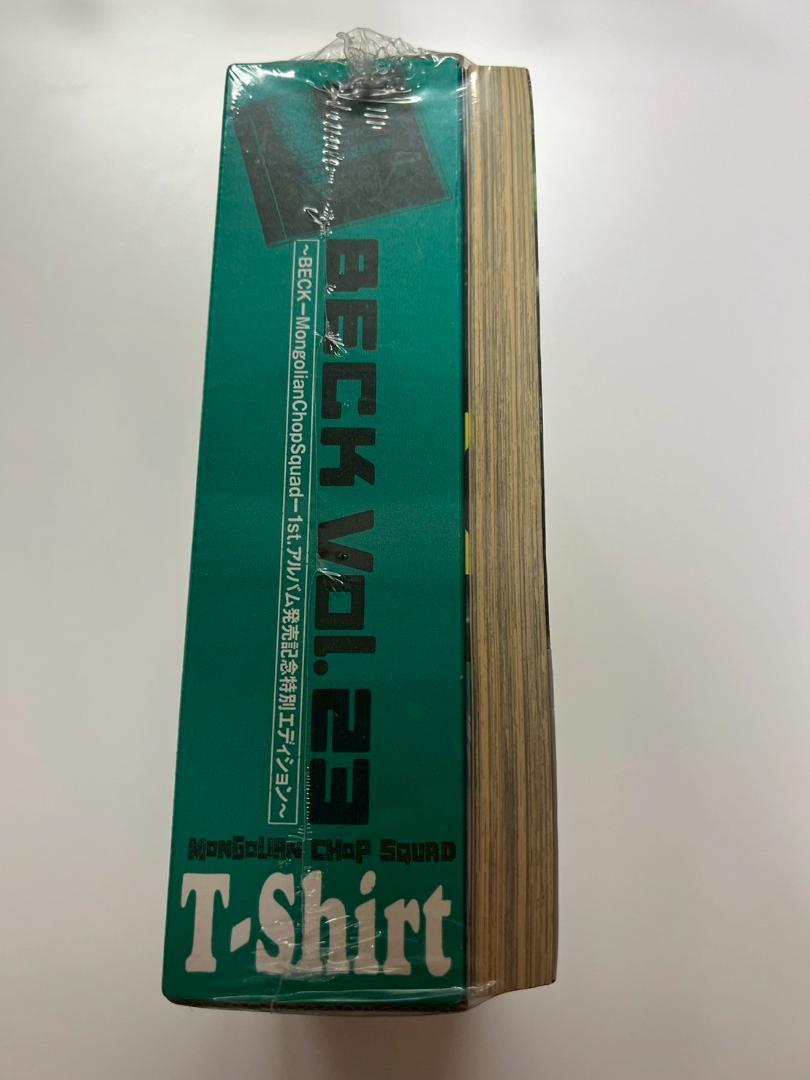 BECK Vol.23
~BECK－MongolianChopSquad－1st.アルバム発売記念特別エディション~
MONGOLIAN CHOP SQUAD
T-Shirt